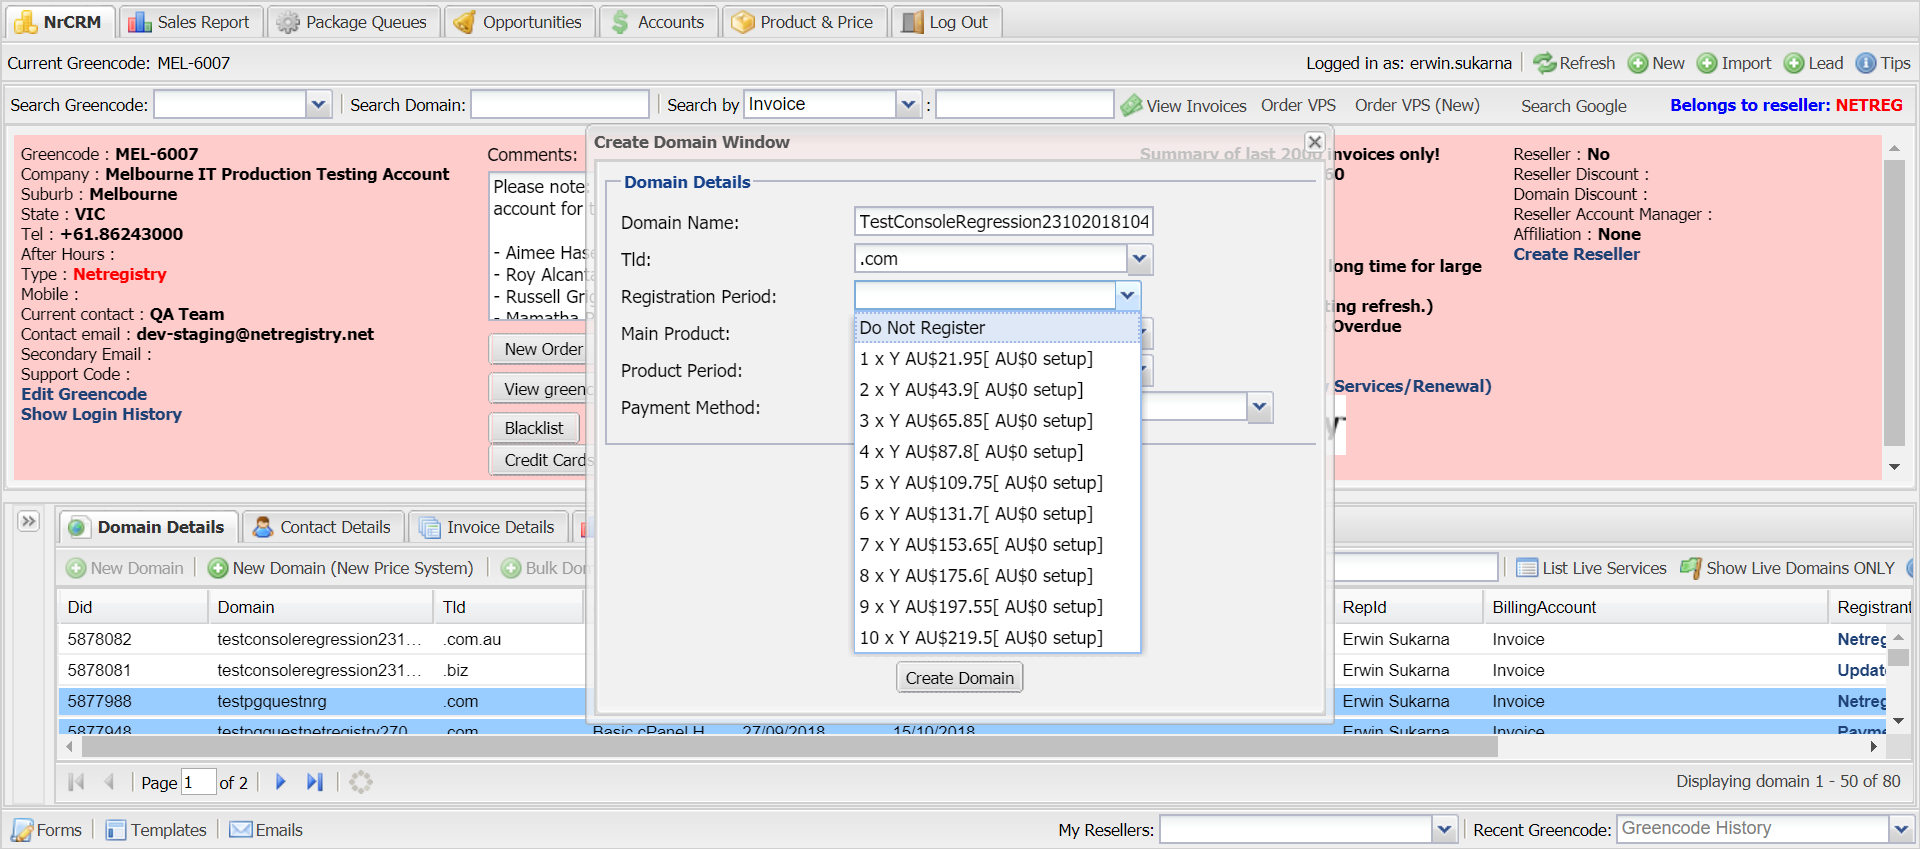 NrCRM Sales Report Package Queues Opportunities Accounts Product & Price Log Out
Current Greencode: MEL-6007 Logged in as: erwin.sukarna Refresh New Import Lead Tips
Search Greencode: Search Domain: Search by Invoice : View Invoices Order VPS Order VPS (New) Search Google Belongs to reseller: NETREG
Greencode : MEL-6007
Company : Melbourne IT Production Testing Account
Suburb : Melbourne
State : VIC
Tel : +61.86243000
After Hours :
Type : Netregistry
Mobile :
Current contact : QA Team
Contact email : dev-staging@netregistry.net
Secondary Email :
Support Code :
Edit Greencode
Show Login History
Comments:
Please note:
account for
- Aimee Hase
- Roy Alcanta
- Russell Grig
- Mamatha
New Order
View greenc
Blacklist
Credit Cards
Summary of last 2000 invoices only!
60
long time for large
ting refresh.)
Overdue
Services/Renewal)
Reseller : No
Reseller Discount :
Domain Discount :
Reseller Account Manager :
Affiliation : None
Create Reseller
Create Domain Window
Domain Details
Domain Name: TestConsoleRegression23102018104
Tld: .com
Registration Period:
Main Product:
Product Period:
Payment Method:
Do Not Register
1 x Y AU$21.95[ AU$0 setup]
2 x Y AU$43.9[ AU$0 setup]
3 x Y AU$65.85[ AU$0 setup]
4 x Y AU$87.8[ AU$0 setup]
5 x Y AU$109.75[ AU$0 setup]
6 x Y AU$131.7[ AU$0 setup]
7 x Y AU$153.65[ AU$0 setup]
8 x Y AU$175.6[ AU$0 setup]
9 x Y AU$197.55[ AU$0 setup]
10 x Y AU$219.5[ AU$0 setup]
Create Domain
Domain Details Contact Details Invoice Details
New Domain New Domain (New Price System) Bulk Dom List Live Services Show Live Domains ONLY
Did Domain Tld RepId BillingAccount Registrant
5878082 testconsoleregression231... .com.au Erwin Sukarna Invoice Netreg
5878081 testconsoleregression231... .biz Erwin Sukarna Invoice Updat
5877988 testpgquestnrg .com Erwin Sukarna Invoice Netreg
5877948 testpgquestnetregistry270 .com Basic cPanel H 27/09/2018 15/10/2018 Erwin Sukarna Invoice Payme
Page 1 of 2 Displaying domain 1 - 50 of 80
Forms Templates Emails My Resellers: Recent Greencode: Greencode History